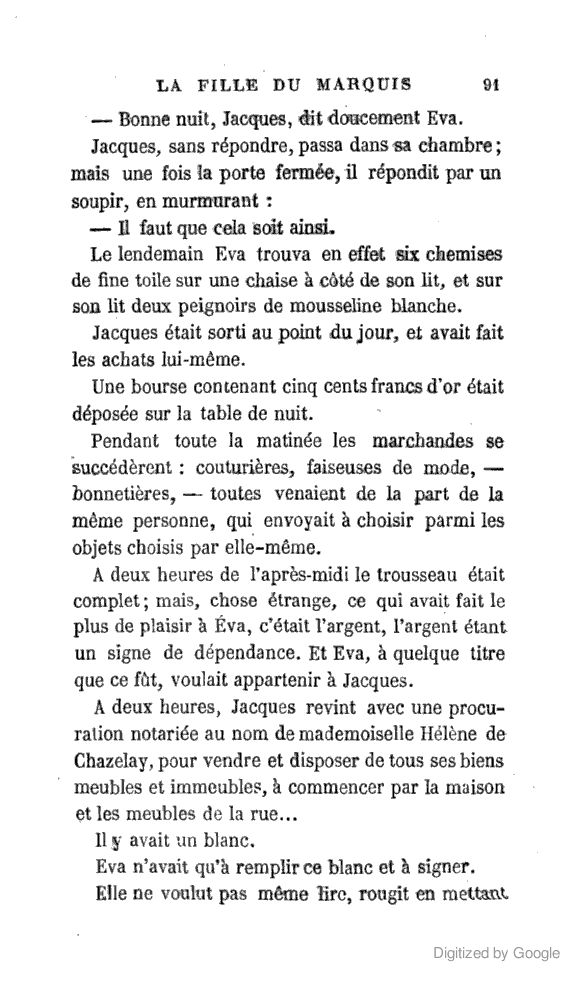 LA FILLE DU MARQUIS 91
— Bonne nuit, Jacques, dit doucement Eva.
Jacques, sans répondre, passa dans sa chambre;
mais une fois la porte fermée, il répondit par un
soupir, en murmurant :
— Il faut que cela soit ainsi.
Le lendemain Eva trouva en effet six chemises
de fine toile sur une chaise à côté de son lit, et sur
son lit deux peignoirs de mousseline blanche.
Jacques était sorti au point du jour, et avait fait
les achats lui-même.
Une bourse contenant cinq cents francs d'or était
déposée sur la table de nuit.
Pendant toute la matinée les marchandes se
succédèrent : couturières, faiseuses de mode, —
bonnetières, — toutes venaient de la part de la
même personne, qui envoyait à choisir parmi les
objets choisis par elle-même.
A deux heures de l'après-midi le trousseau était
complet; mais, chose étrange, ce qui avait fait le
plus de plaisir à Éva, c'était l'argent, l'argent étant
un signe de dépendance. Et Eva, à quelque titre
que ce fût, voulait appartenir à Jacques.
A deux heures, Jacques revint avec une procu-
ration notariée au nom de mademoiselle Hélène de
Chazelay, pour vendre et disposer de tous ses biens
meubles et immeubles, à commencer par la maison
et les meubles de la rue...
Il y avait un blanc.
Eva n'avait qu'à remplir ce blanc et à signer.
Elle ne voulut pas même lire, rougit en mettant
Digitized by Google